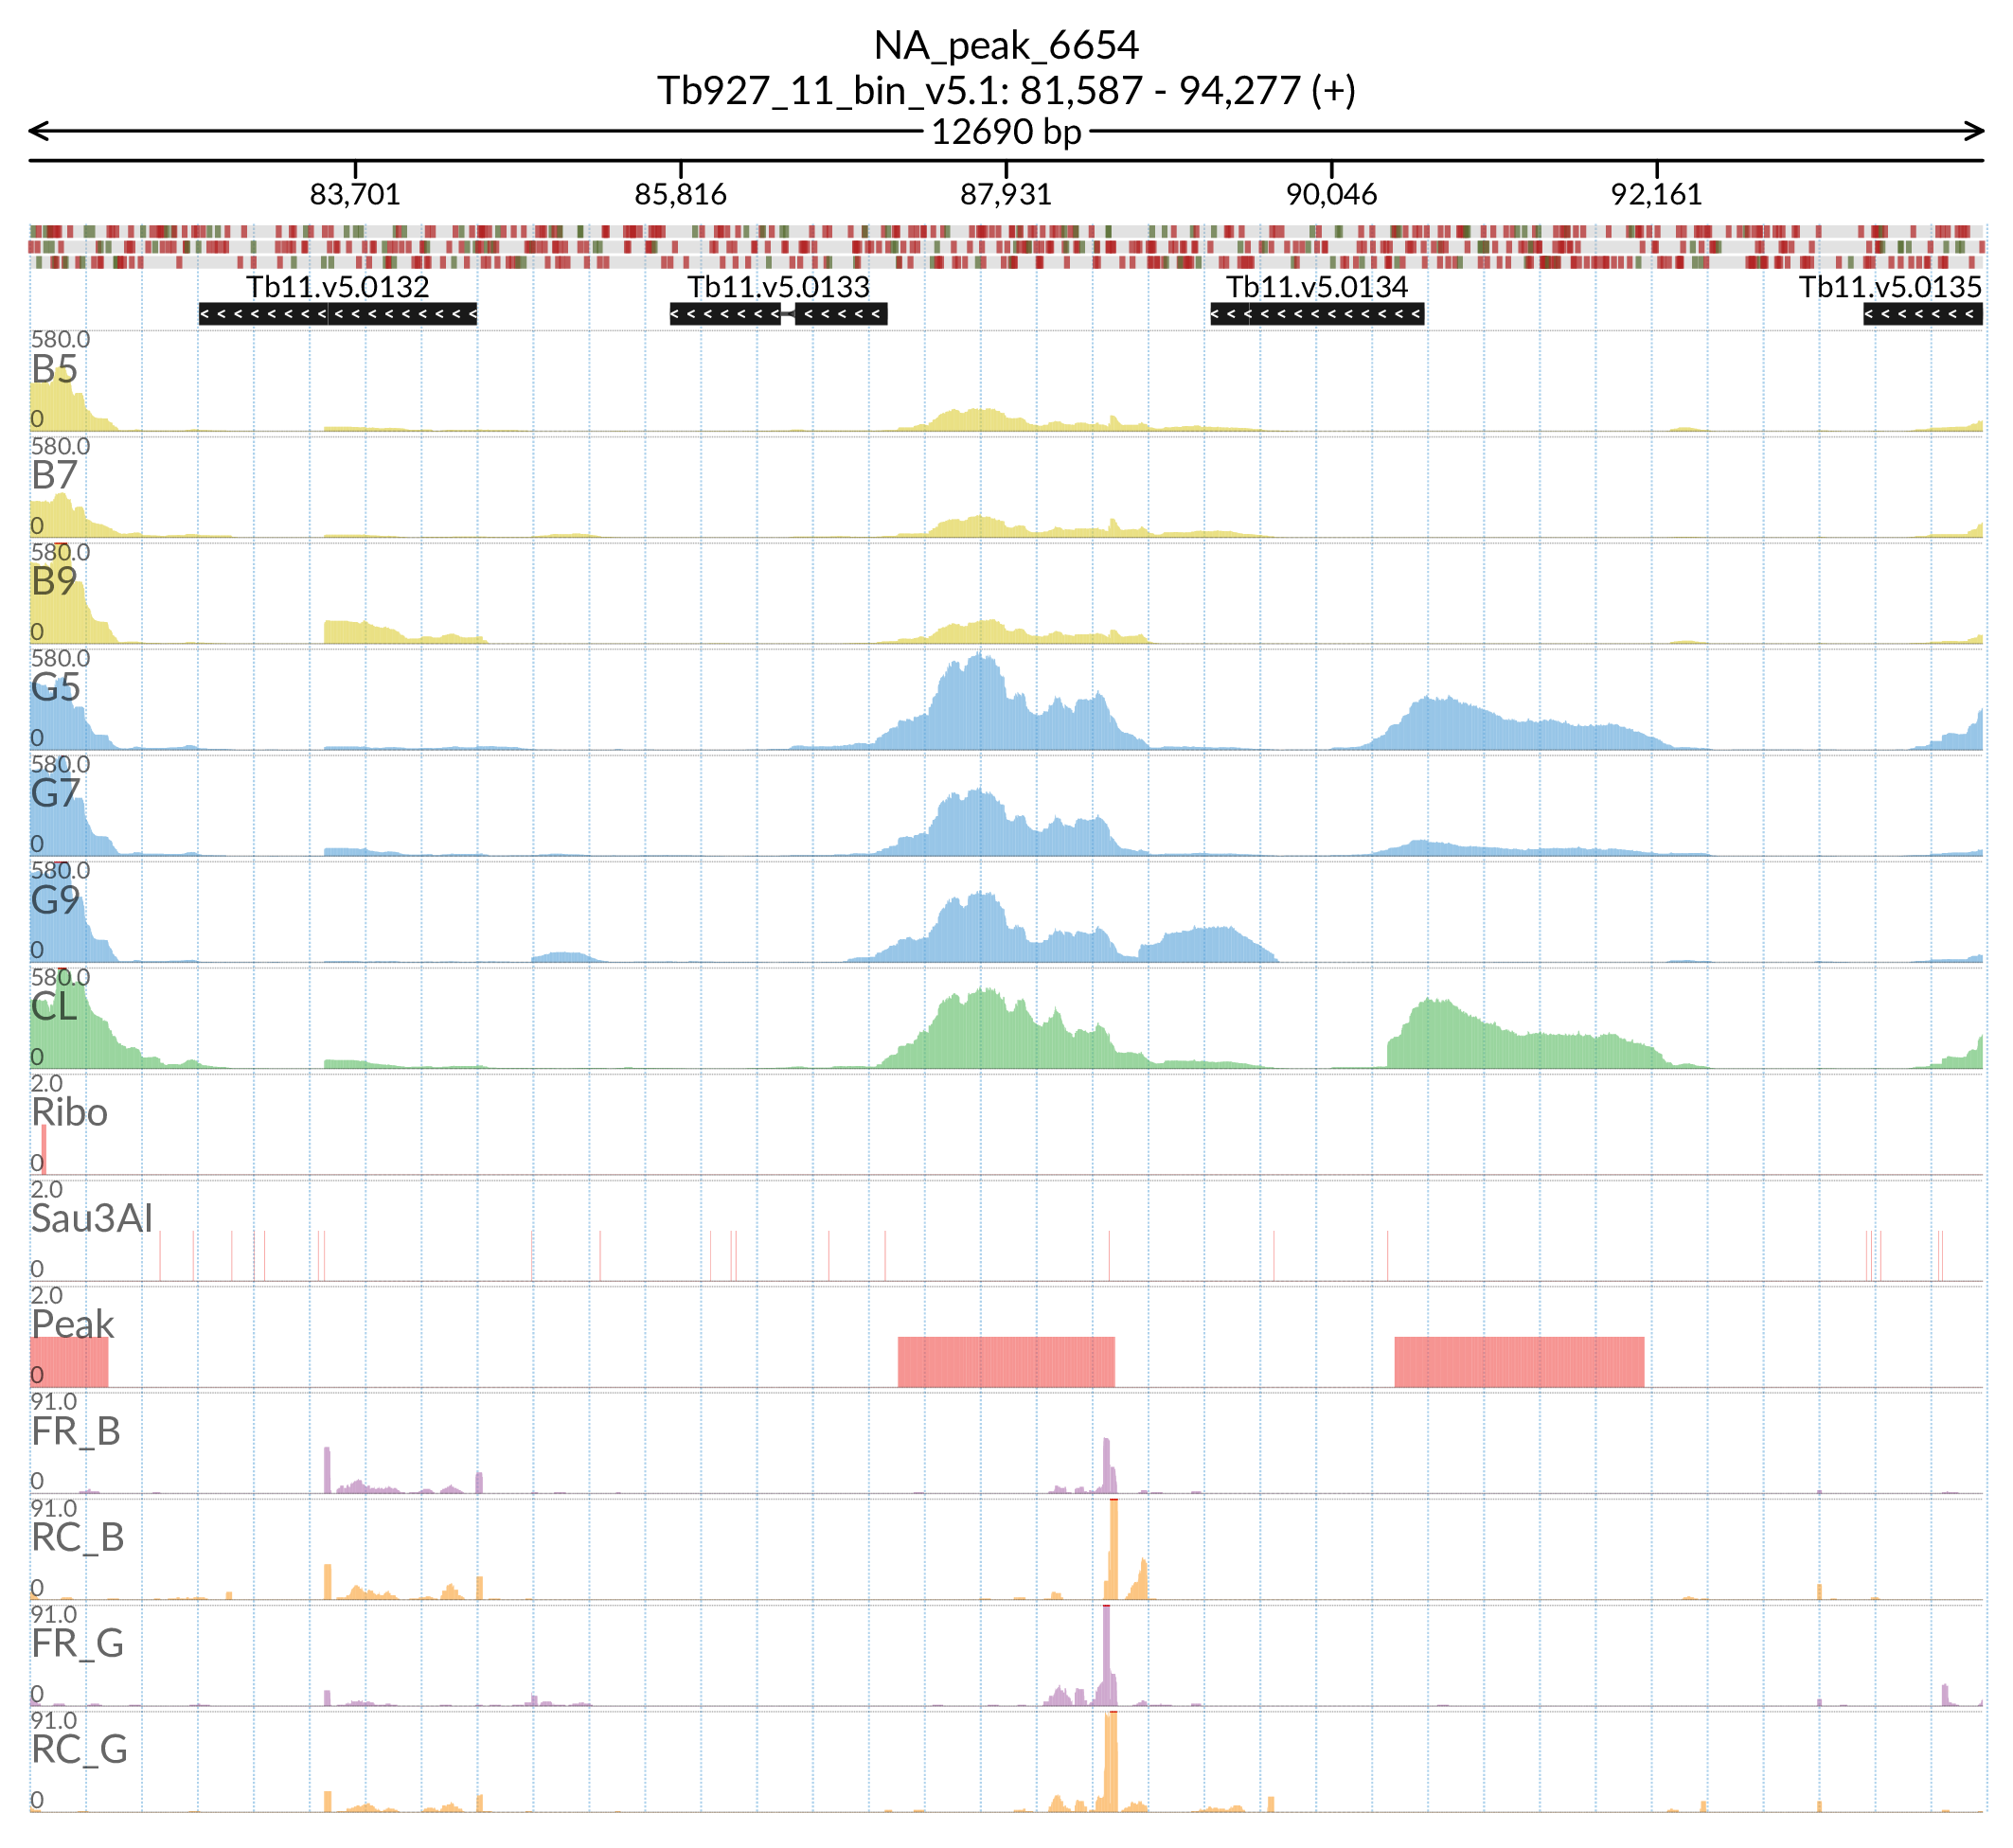 NA_peak_6654
Tb927_11_bin_v5.1: 81,587 - 94,277 (+)
12690 bp
83,701 85,816 87,931 90,046 92,161
Tb11.v5.0132 Tb11.v5.0133 Tb11.v5.0134 Tb11.v5.0135
580.0
B5
0
580.0
B7
0
580.0
B9
0
580.0
G5
0
580.0
G7
0
580.0
G9
0
580.0
CL
0
2.0
Ribo
0
2.0
Sau3AI
0
2.0
Peak
0
91.0
FR_B
0
91.0
RC_B
0
91.0
FR_G
0
91.0
RC_G
0